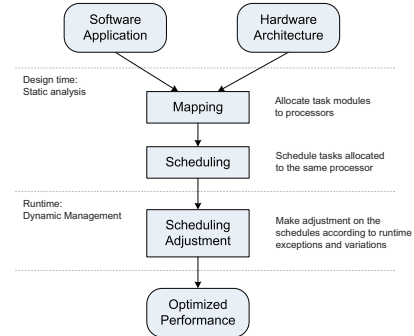 Software
Application
Hardware
Architecture
Design time:
Static analysis
Mapping
Allocate task modules
to processors
Scheduling
Schedule tasks allocated
to the same processor
Runtime:
Dynamic Management
Scheduling
Adjustment
Make adjustment on the
schedules according to runtime
exceptions and variations
Optimized
Performance